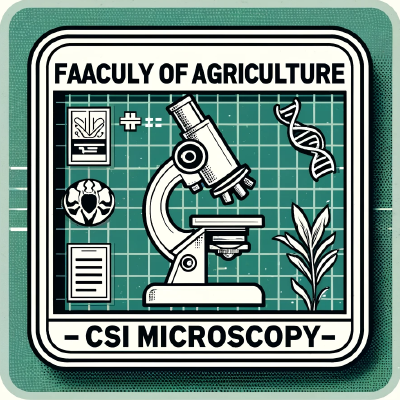 FAACULY OF AGRICULTURE
- CSI MICROSCOPY-